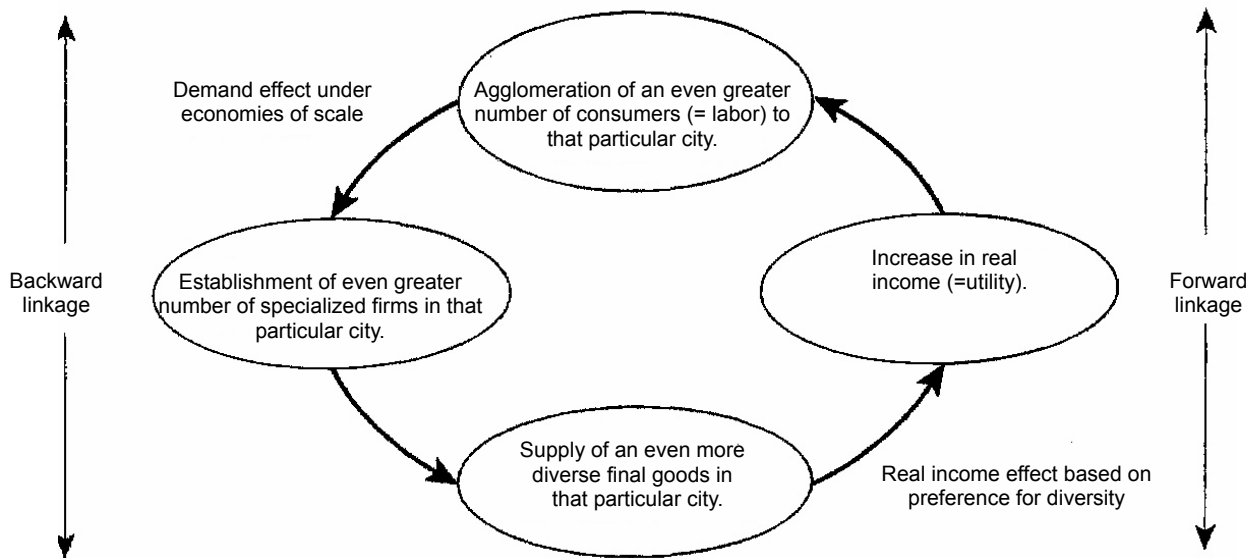 Demand effect under
economies of scale
Agglomeration of an even greater
number of consumers (= labor) to
that particular city.
Backward
linkage
Establishment of even greater
number of specialized firms in that
particular city.
Increase in real
income (=utility).
Forward
linkage
Supply of an even more
diverse final goods in
that particular city.
Real income effect based on
preference for diversity